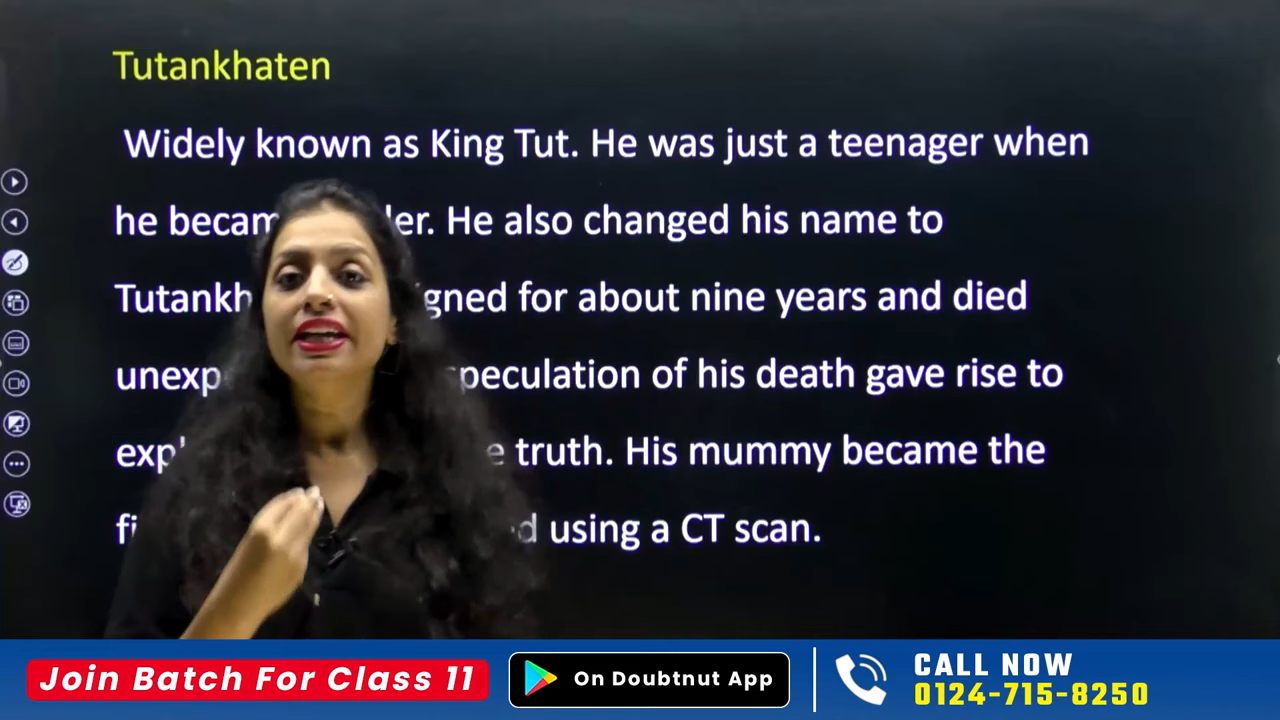 Tutankhaten
Widely known as King Tut. He was just a teenager when
he becam ler. He also changed his name to
Tutankh igned for about nine years and died
unexp speculation of his death gave rise to
exp e truth. His mummy became the
fi d using a CT scan.
Join Batch For Class 11
On Doubtnut App
CALL NOW
0124-715-8250